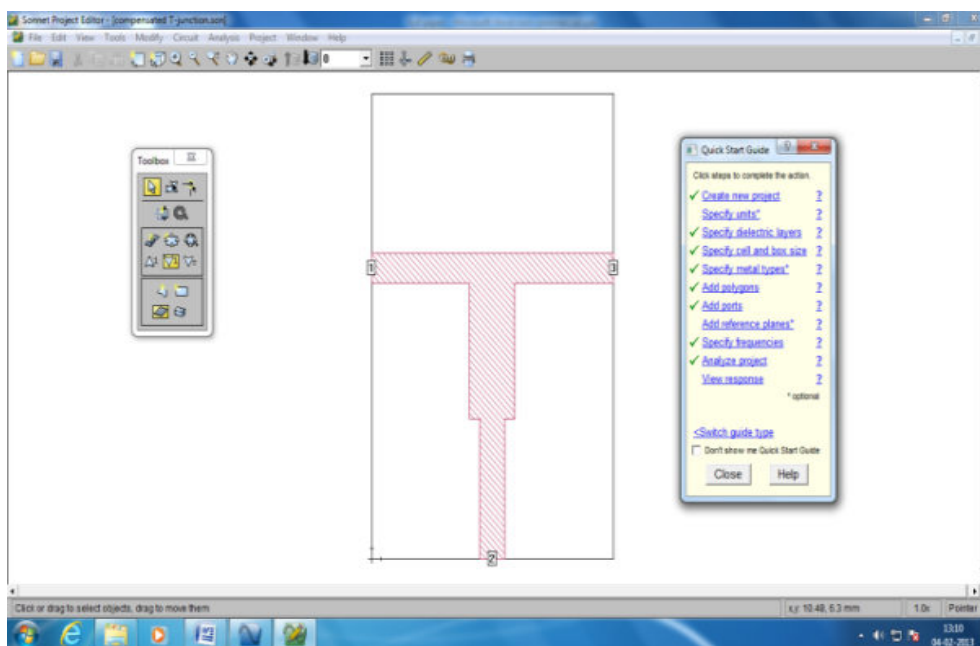 Sonnet Project Editor - [compensated T-junction.son]
File Edit View Tools Modify Circuit Analysis Project Window Help
0
Toolbox
1
3
2
Quick Start Guide
Click steps to complete the action.
Create new project ?
Specify units* ?
Specify dielectric layers ?
Specify cell and box size ?
Specify metal types* ?
Add polygons ?
Add ports ?
Add reference planes* ?
Specify frequencies ?
Analyze project ?
View response ?
* optional
<Switch guide type
Don't show me Quick Start Guide
Close Help
Click or drag to select objects, drag to move them
x,y: 10.48, 6.3 mm 1.0x Pointer
13:10
04-02-2013